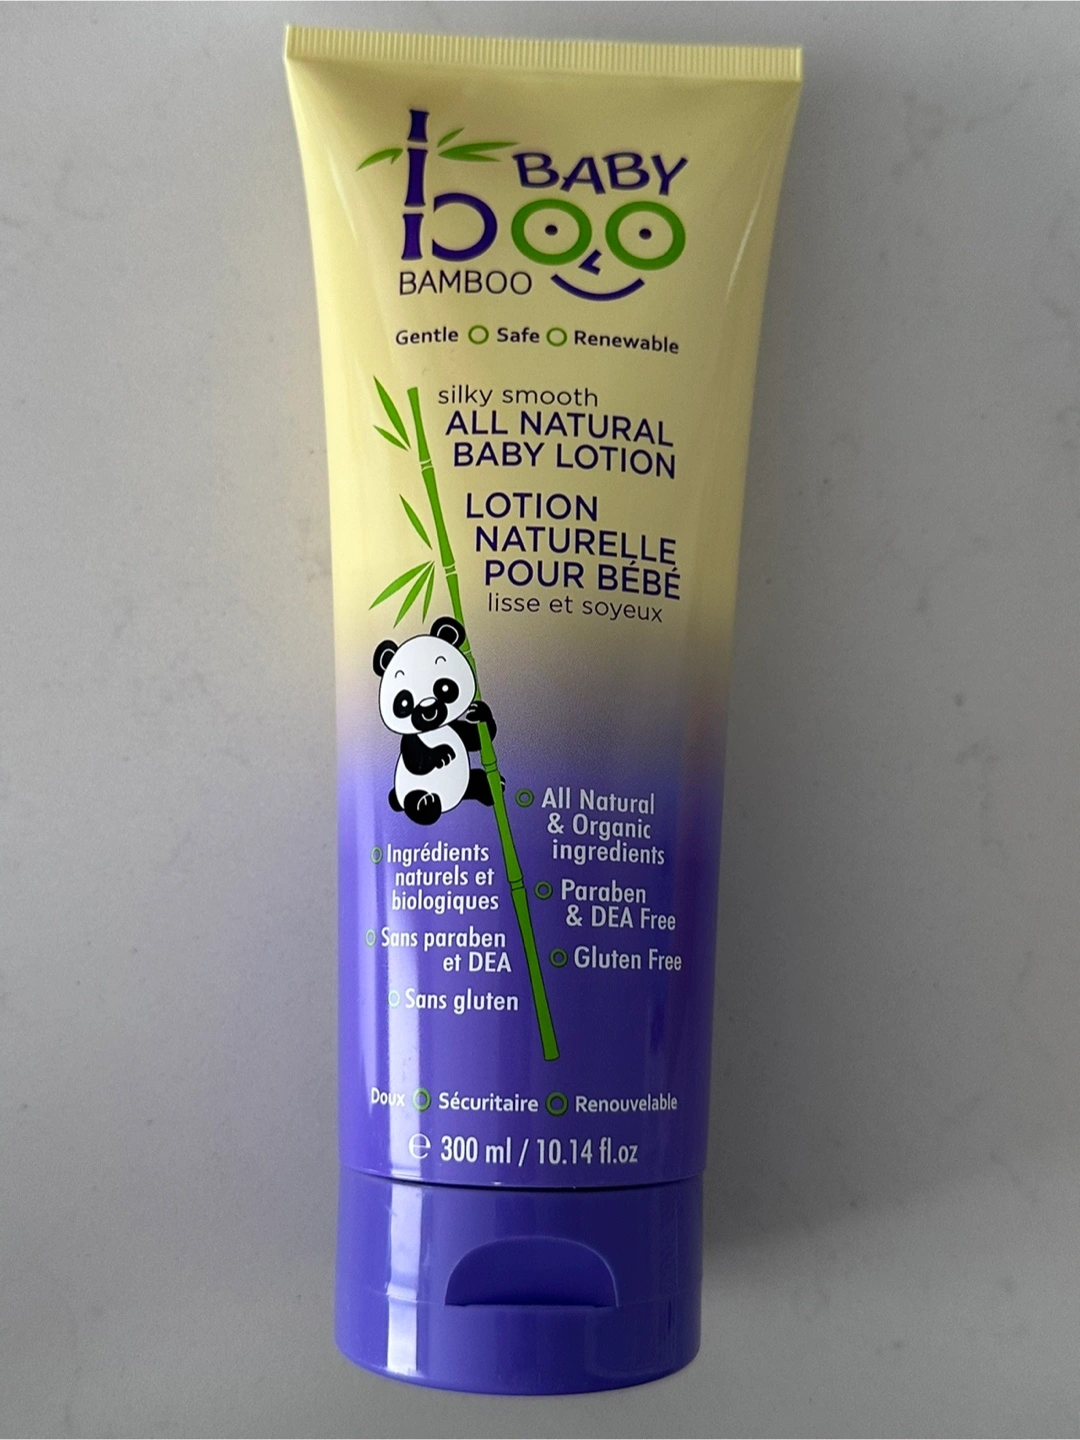 BABY
boo
BAMBOO
Gentle Safe Renewable
silky smooth
ALL NATURAL
BABY LOTION
LOTION
NATURELLE
POUR BÉBÉ
lisse et soyeux
All Natural
& Organic
ingredients
Paraben
& DEA Free
Gluten Free
Ingrédients
naturels et
biologiques
Sans paraben
et DEA
Sans gluten
Doux Sécuritaire Renouvelable
℮ 300 ml / 10.14 fl.oz